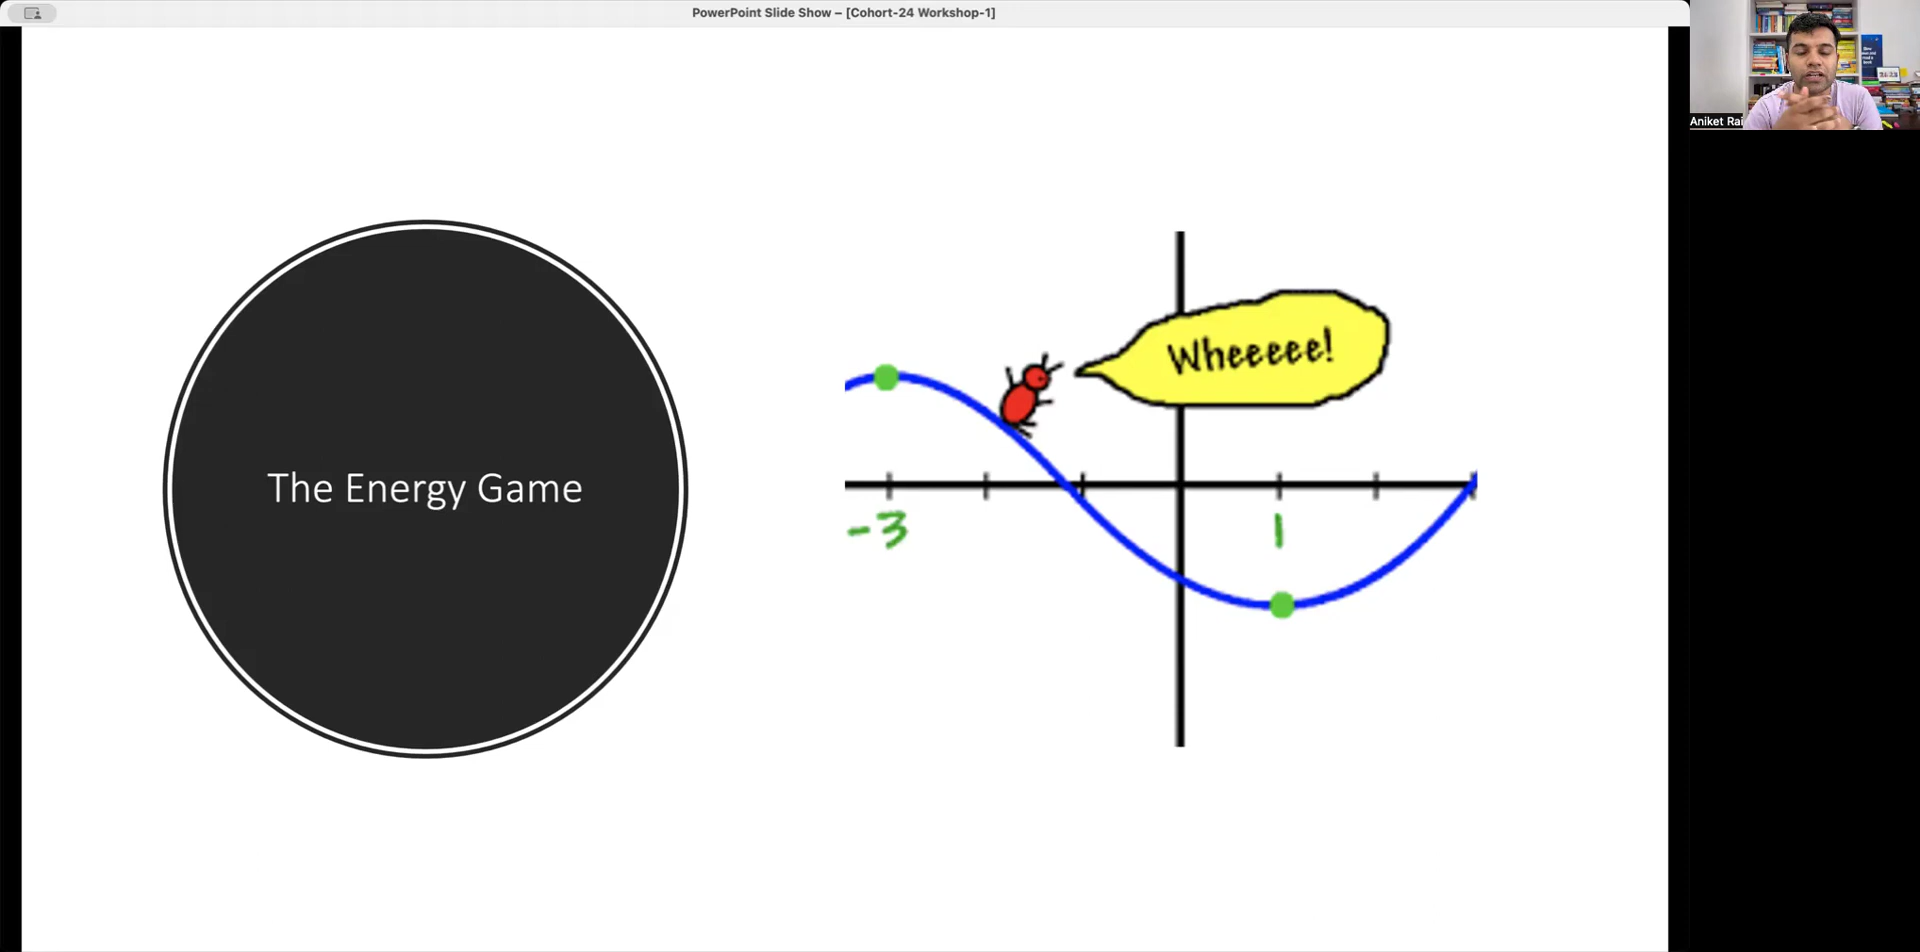 PowerPoint Slide Show – [Cohort-24 Workshop-1]
Aniket Rai
The Energy Game
Wheeeee!
-3
1